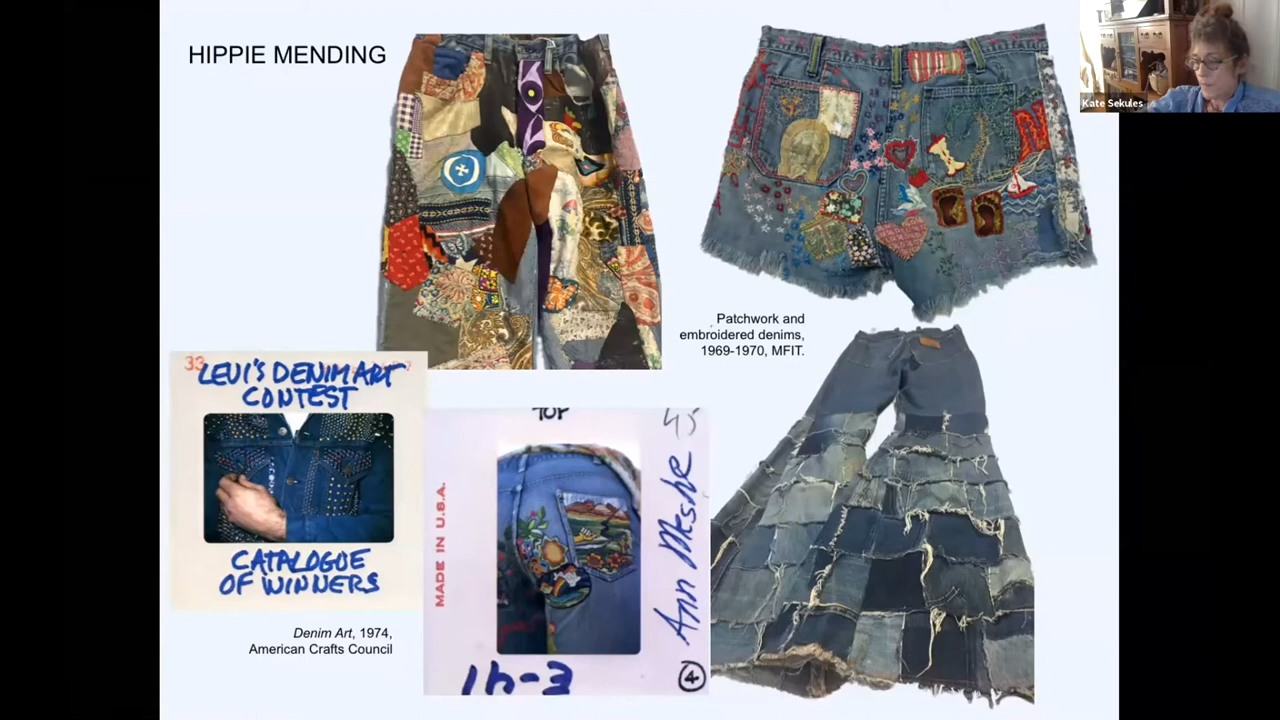 HIPPIE MENDING
Kate Sekules
Patchwork and
embroidered denims,
1969-1970, MFIT.
33
LEVI'S DENIM ART
CONTEST
CATALOGUE
OF WINNERS
Denim Art, 1974,
American Crafts Council
TOP
45
MADE IN U.S.A.
Ann
4